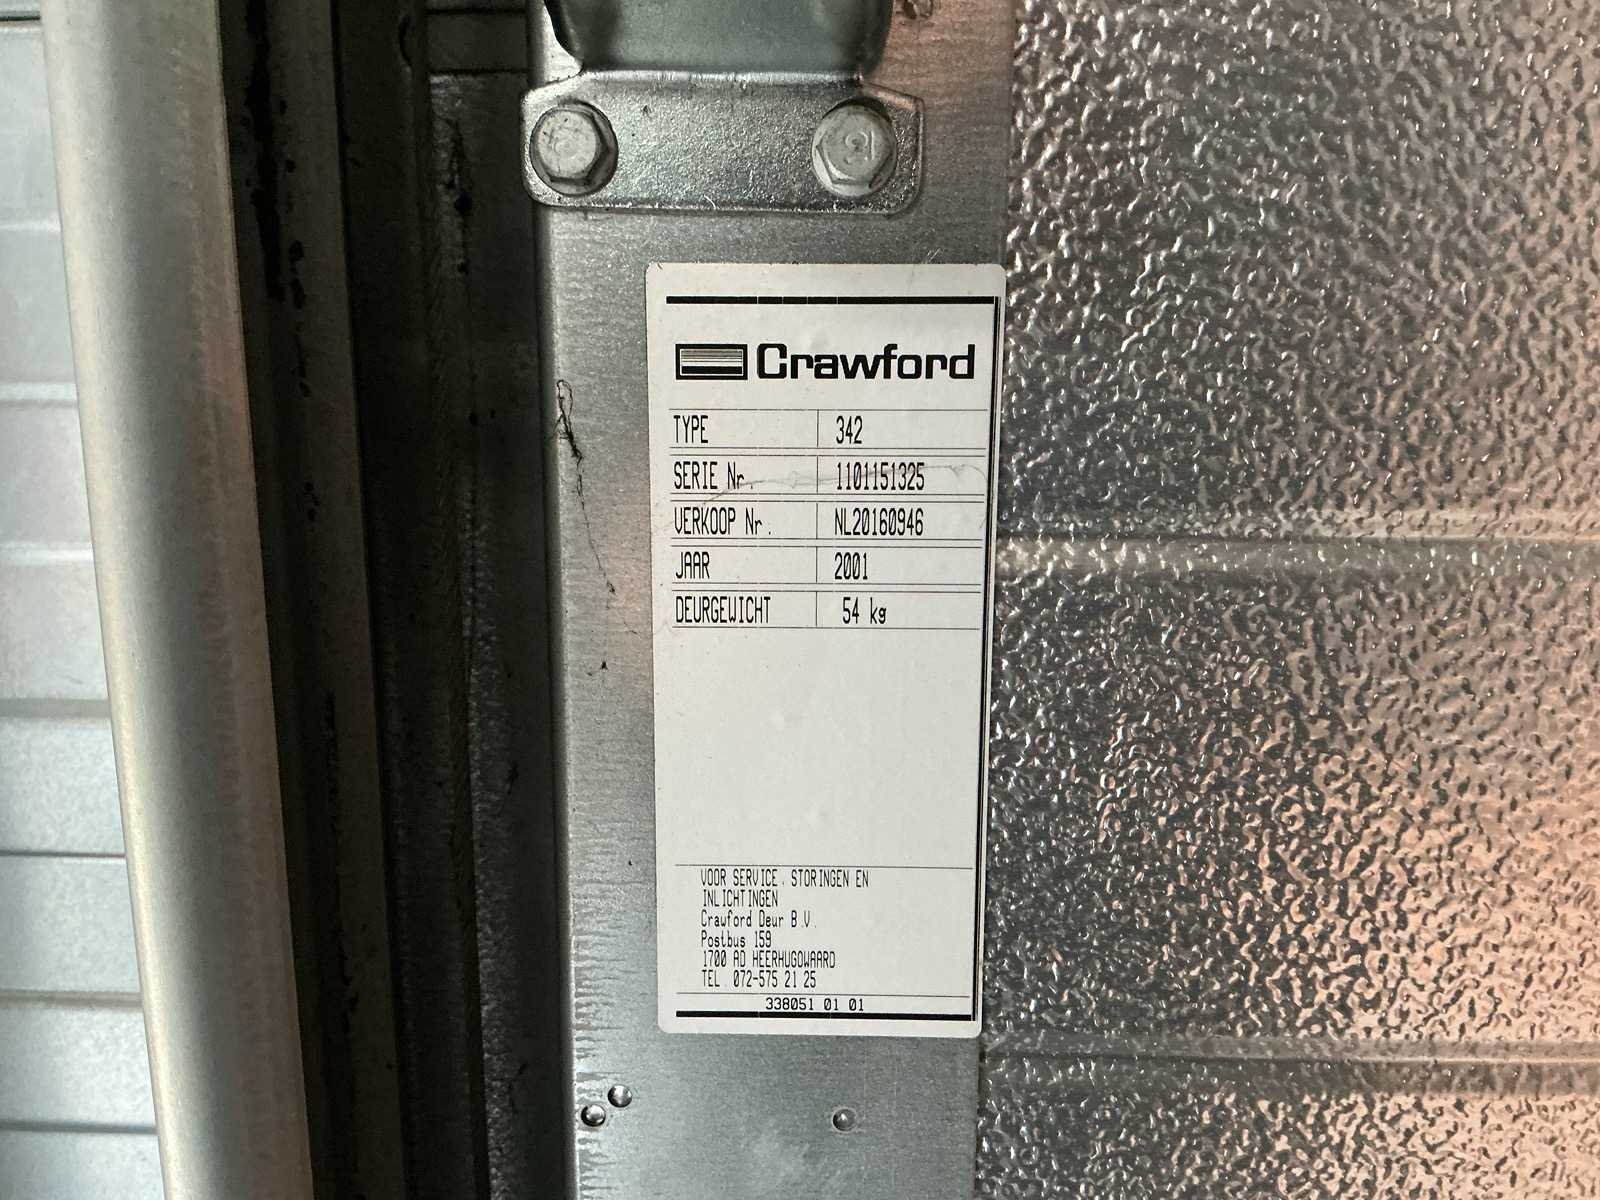 Crawford
TYPE 342
SERIE Nr. 1101151325
VERKOOP Nr. NL20160946
JAAR 2001
DEURGEWICHT 54 kg
VOOR SERVICE, STORINGEN EN
INLICHTINGEN
Crawford Deur B.V.
Postbus 159
1700 AD HEERHUGOWAARD
TEL. 072-575 21 25
338051 01 01